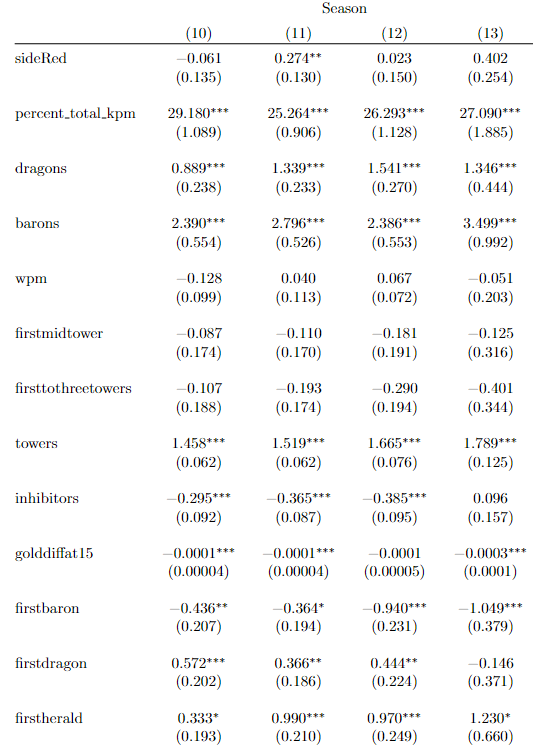 Season
(10) (11) (12) (13)
sideRed −0.061 0.274** 0.023 0.402
(0.135) (0.130) (0.150) (0.254)
percent_total_kpm 29.180*** 25.264*** 26.293*** 27.090***
(1.089) (0.906) (1.128) (1.885)
dragons 0.889*** 1.339*** 1.541*** 1.346***
(0.238) (0.233) (0.270) (0.444)
barons 2.390*** 2.796*** 2.386*** 3.499***
(0.554) (0.526) (0.553) (0.992)
wpm −0.128 0.040 0.067 −0.051
(0.099) (0.113) (0.072) (0.203)
firstmidtower −0.087 −0.110 −0.181 −0.125
(0.174) (0.170) (0.191) (0.316)
firsttothreetowers −0.107 −0.193 −0.290 −0.401
(0.188) (0.174) (0.194) (0.344)
towers 1.458*** 1.519*** 1.665*** 1.789***
(0.062) (0.062) (0.076) (0.125)
inhibitors −0.295*** −0.365*** −0.385*** 0.096
(0.092) (0.087) (0.095) (0.157)
golddiffat15 −0.0001*** −0.0001*** −0.0001 −0.0003***
(0.00004) (0.00004) (0.00005) (0.0001)
firstbaron −0.436** −0.364* −0.940*** −1.049***
(0.207) (0.194) (0.231) (0.379)
firstdragon 0.572*** 0.366** 0.444** −0.146
(0.202) (0.186) (0.224) (0.371)
firstherald 0.333* 0.990*** 0.970*** 1.230*
(0.193) (0.210) (0.249) (0.660)